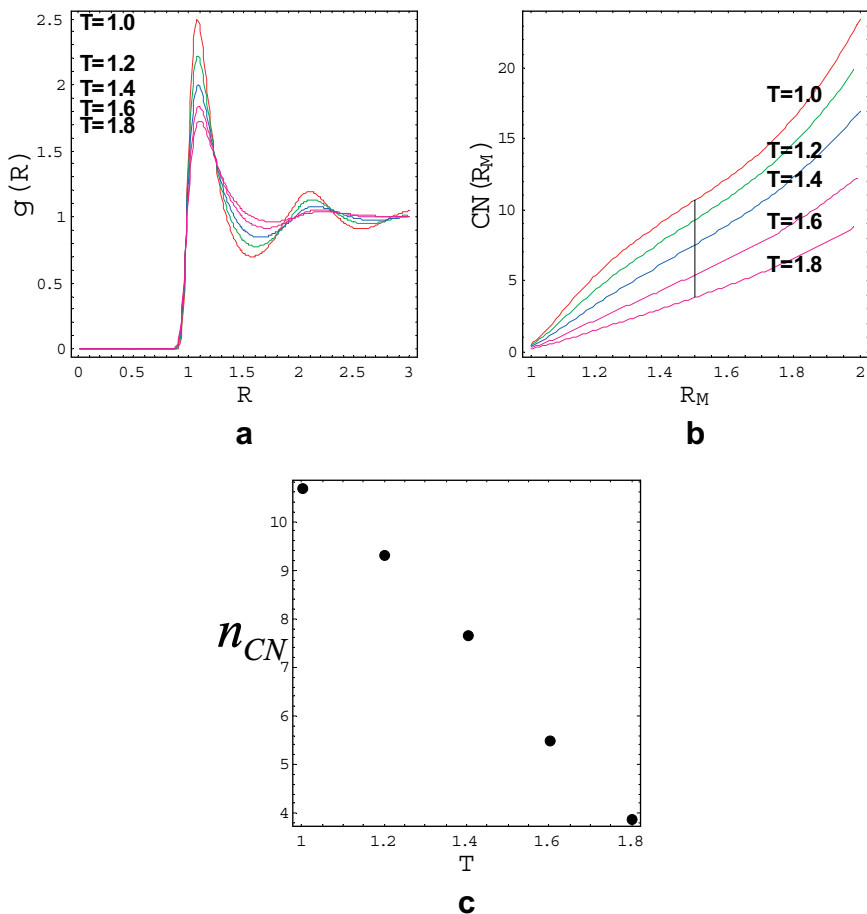 2.5
2
1.5
1
0.5
0
g(R)
T=1.0
T=1.2
T=1.4
T=1.6
T=1.8
0 0.5 1 1.5 2 2.5 3
R
a
20
15
10
5
0
CN(R_M)
T=1.0
T=1.2
T=1.4
T=1.6
T=1.8
1 1.2 1.4 1.6 1.8 2
R_M
b
10
9
8
7
6
5
4
n_CN
1 1.2 1.4 1.6 1.8
T
c